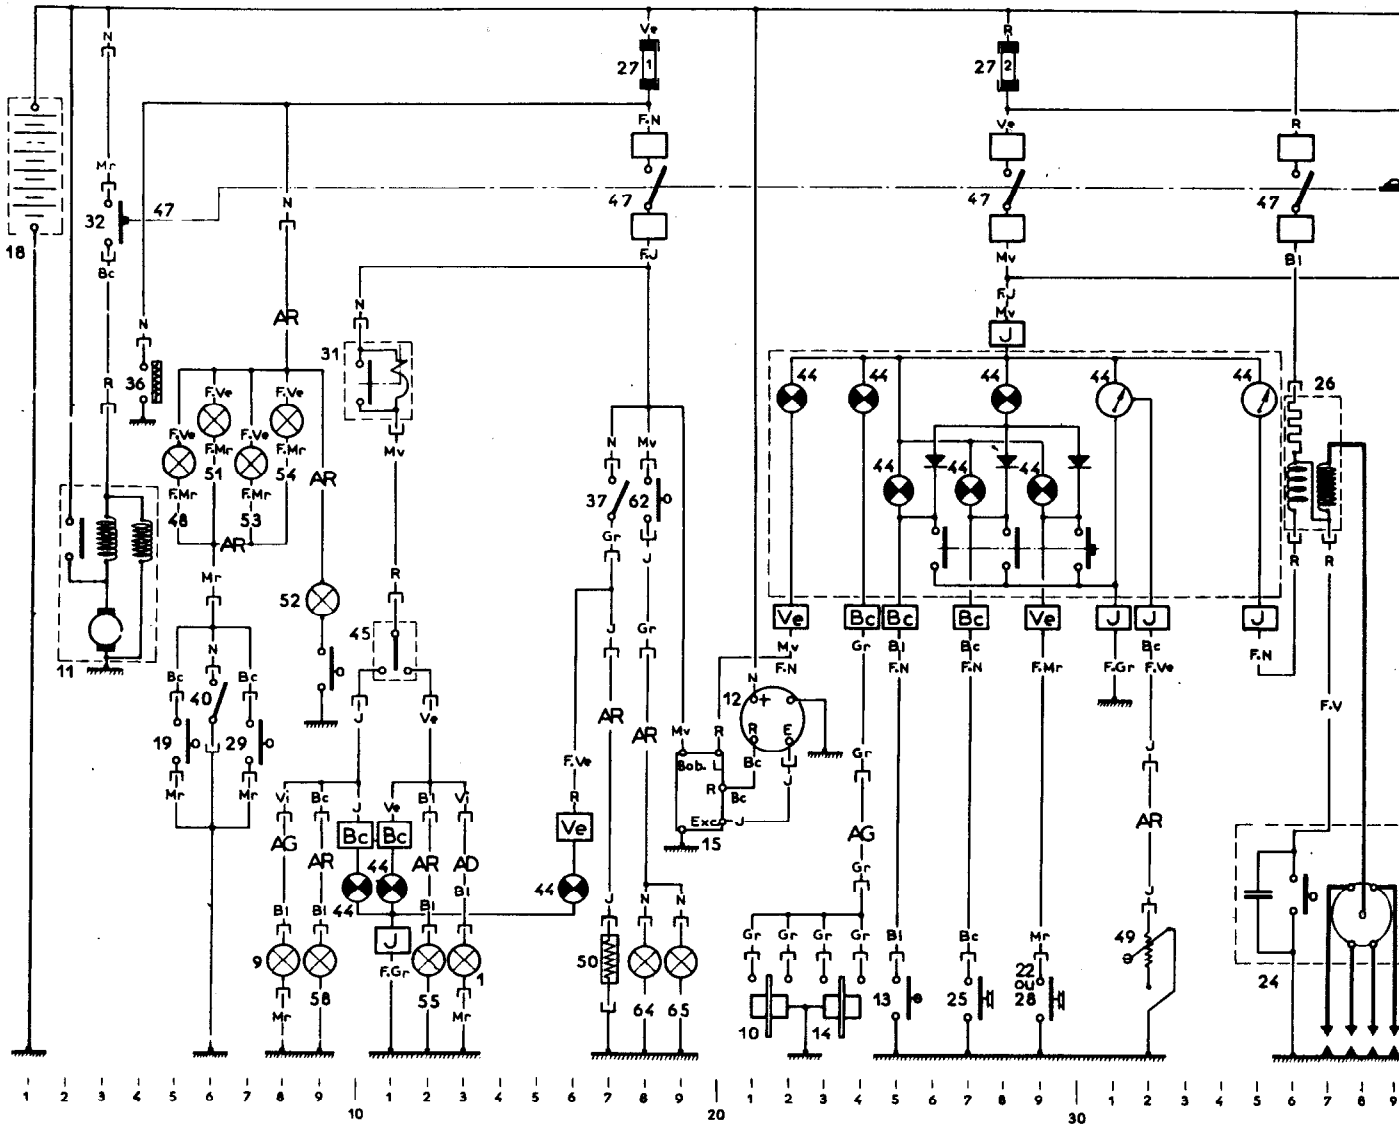 N Ve R
27 1 27 2
F.N Ve R
Mr
N
18 32 47 47 47 47
Bc F.J Mv Bl
F.J
Mv
N N AR J
31
R 36 44 44 44 44 44 26
F.Ve F.Ve
F.Ve F.Ve N Mv
F.Mr F.Mr Mv
51 54 AR 44 44 44
F.Mr F.Mr 37 62
48 53
AR Gr J R R
Mr R
52 Ve Bc Bc Bc Ve J J J
45 J Gr Mv Gr Bl Bc Mr Bc
11 F.N F.N F.N F.Mr F.Gr F.Ve F.N
Bc N Bc N 12 +
40 J Ve AR AR Mv R R E F.V
19 29 Bob. L Bc Gr J
Mr Mr F.Ve R Bc J
Vi Bc J Ve Bl Vi R Exc J
AG AR Bc Bc AR AD Ve 15 AG AR
44 44 44 Gr J
Bl Bl Bl Bl J N N
J Gr Gr Gr Gr Bl Bc Mr 49
9 58 F.Gr 55 1 50 64 65 22
ou
10 14 13 25 28 24
Mr Mr
1 2 3 4 5 6 7 8 9 10 1 2 3 4 5 6 7 8 9 20 1 2 3 4 5 6 7 8 9 30 1 2 3 4 5 6 7 8 9